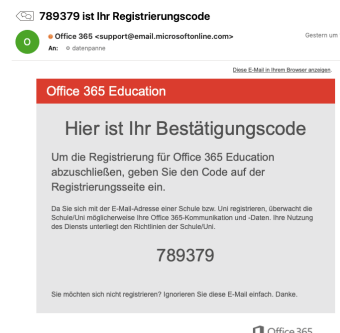 789379 ist Ihr Registrierungscode
O
Office 365 <support@email.microsoftonline.com>
Gestern um
An: datenpanne
Diese E-Mail in Ihrem Browser anzeigen.
Office 365 Education
Hier ist Ihr Bestätigungscode
Um die Registrierung für Office 365 Education
abzuschließen, geben Sie den Code auf der
Registrierungsseite ein.
Da Sie sich mit der E-Mail-Adresse einer Schule bzw. Uni registrieren, überwacht die
Schule/Uni möglicherweise Ihre Office 365-Kommunikation und -Daten. Ihre Nutzung
des Diensts unterliegt den Richtlinien der Schule/Uni.
789379
Sie möchten sich nicht registrieren? Ignorieren Sie diese E-Mail einfach. Danke.
Office 365